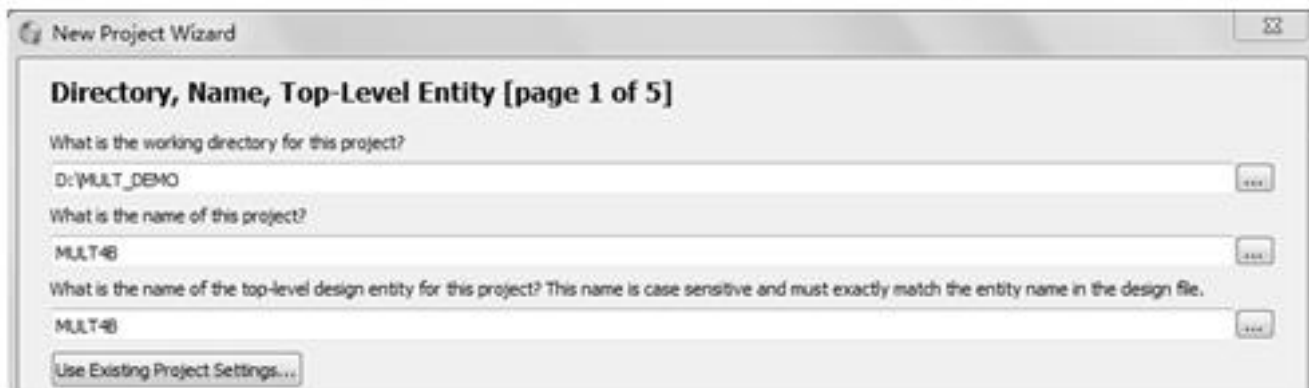 New Project Wizard
Directory, Name, Top-Level Entity [page 1 of 5]
What is the working directory for this project?
D:\MULT_DEMO
...
What is the name of this project?
MULT4B
...
What is the name of the top-level design entity for this project? This name is case sensitive and must exactly match the entity name in the design file.
MULT4B
...
Use Existing Project Settings...